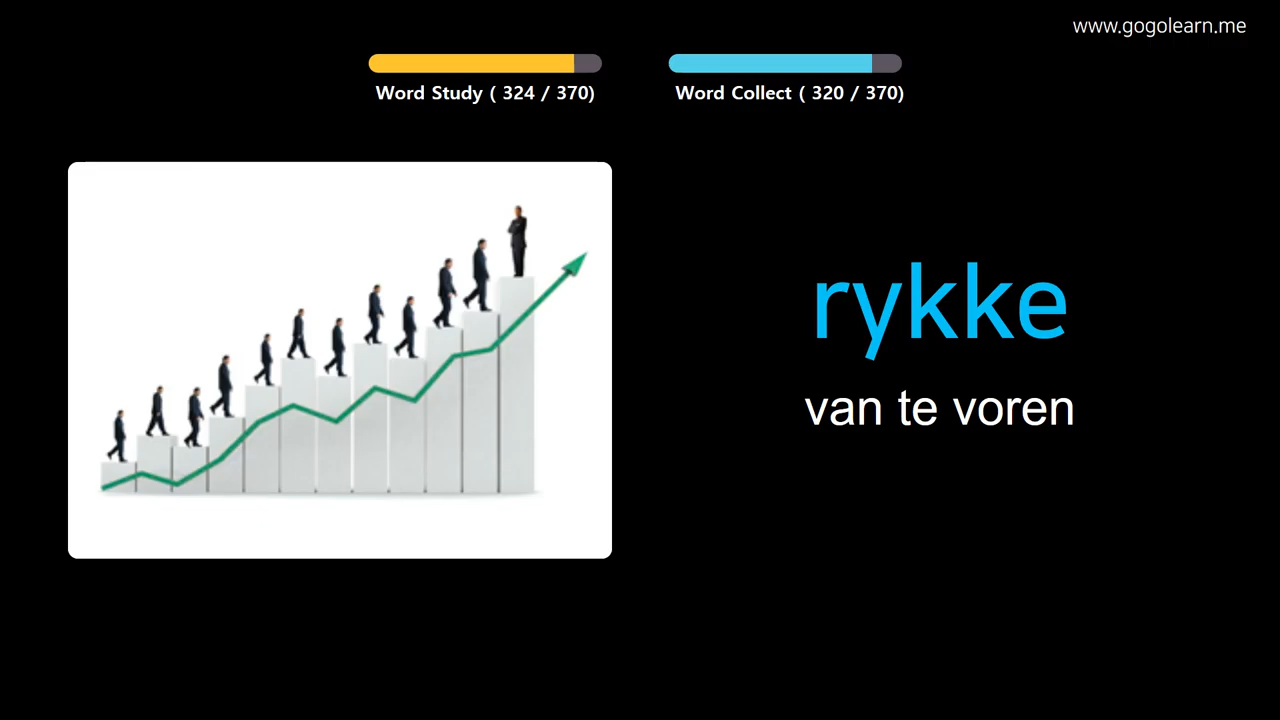 www.gogolearn.me
Word Study ( 324 / 370)
Word Collect ( 320 / 370)
rykke
van te voren